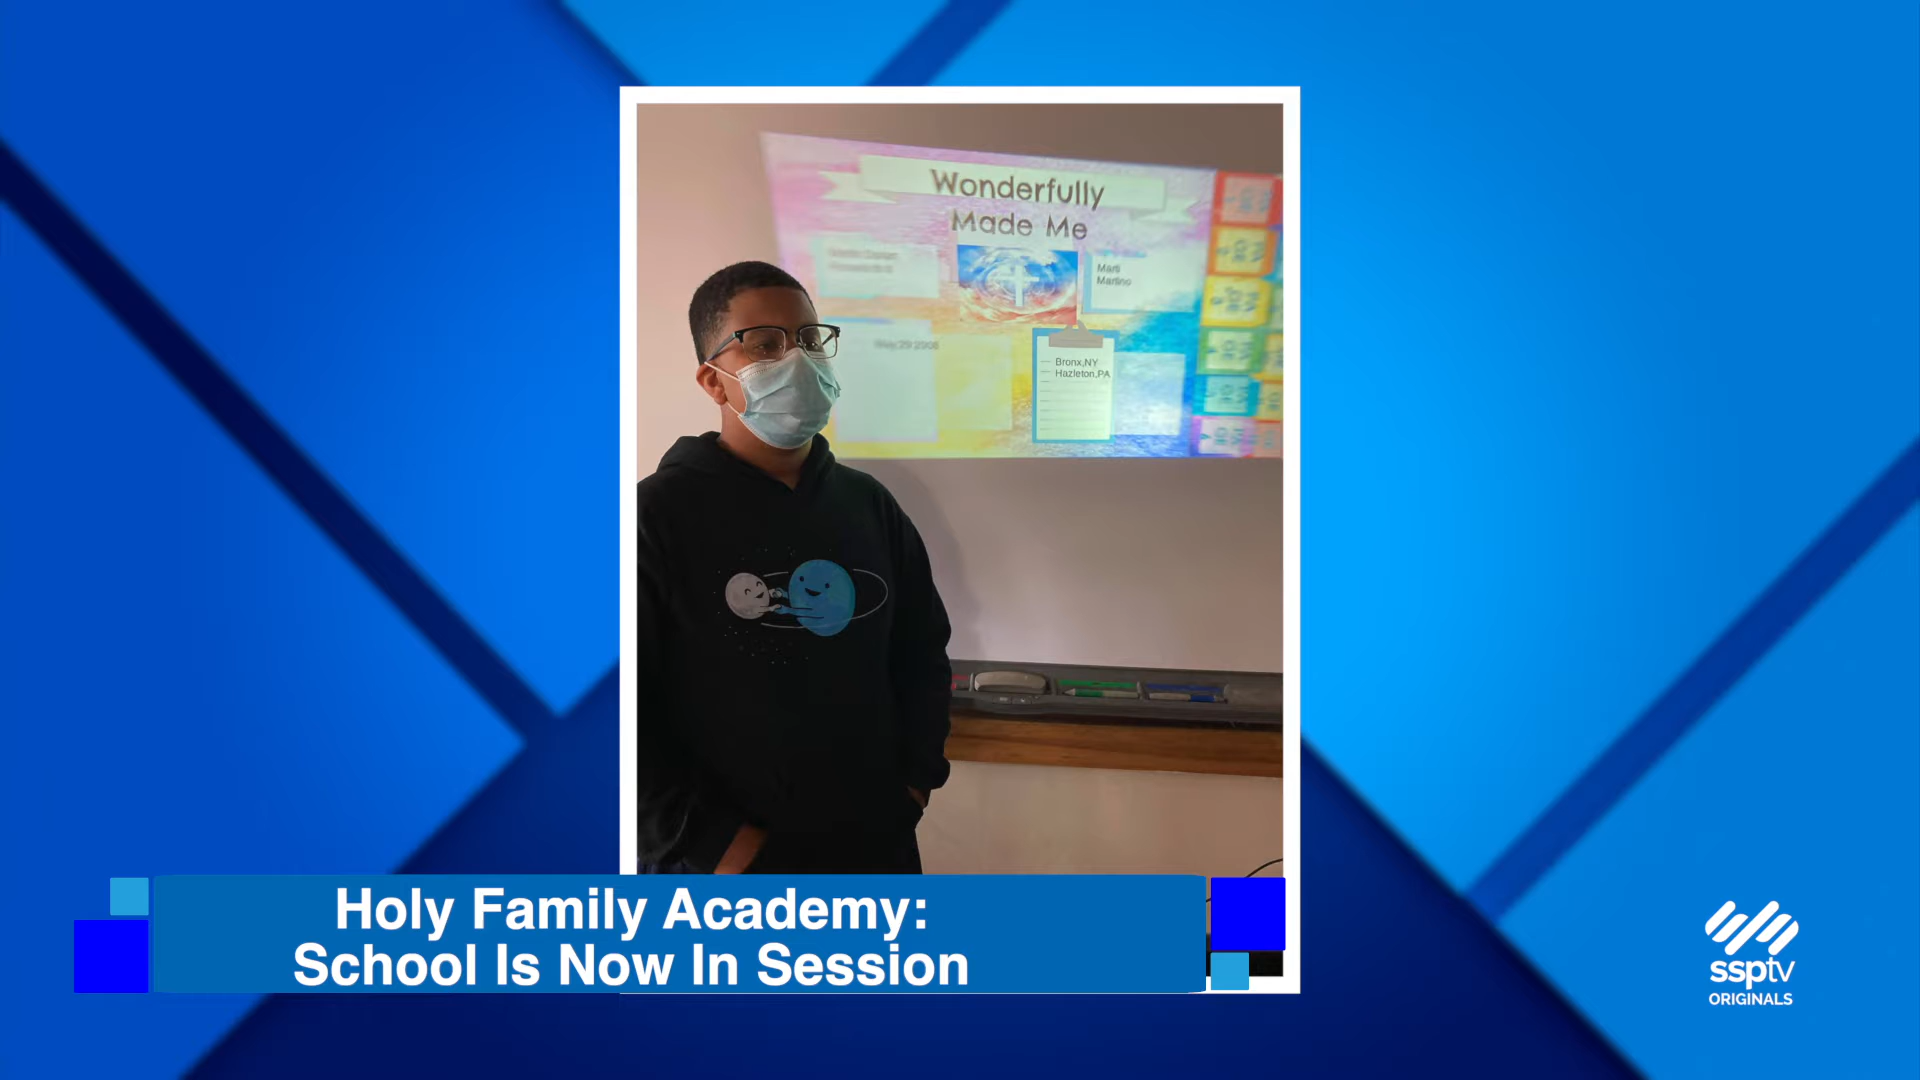 Wonderfully
Made Me
Marti
Martino
Bronx,NY
Hazleton,PA
Holy Family Academy:
School Is Now In Session
ssptv
ORIGINALS